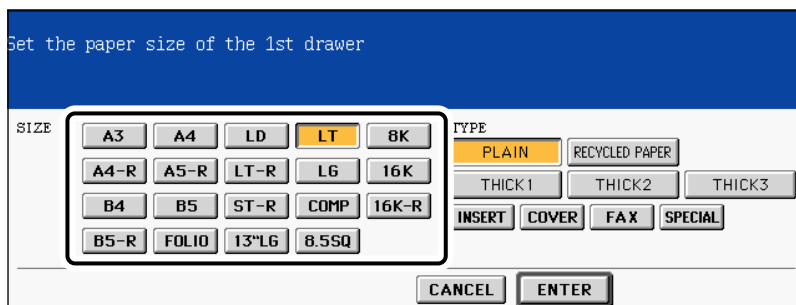 Set the paper size of the 1st drawer
SIZE
A3 A4 LD LT 8K
A4-R A5-R LT-R LG 16K
B4 B5 ST-R COMP 16K-R
B5-R FOLIO 13"LG 8.5SQ
TYPE
PLAIN RECYCLED PAPER
THICK1 THICK2 THICK3
INSERT COVER FAX SPECIAL
CANCEL ENTER